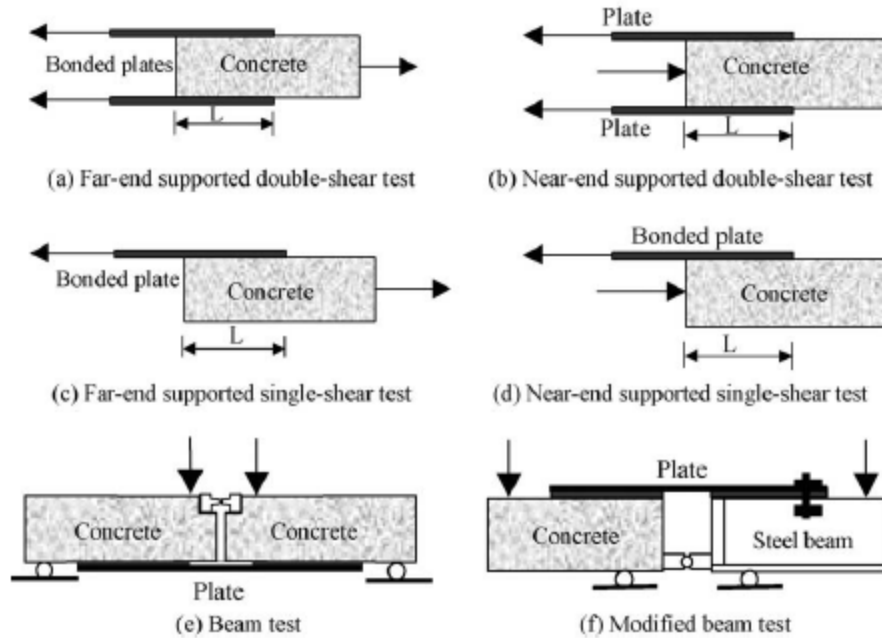 Bonded plates
Concrete
L
(a) Far-end supported double-shear test
Plate
Concrete
Plate
L
(b) Near-end supported double-shear test
Bonded plate
Concrete
L
(c) Far-end supported single-shear test
Bonded plate
Concrete
L
(d) Near-end supported single-shear test
Concrete
Concrete
Plate
(e) Beam test
Plate
Concrete
Steel beam
(f) Modified beam test